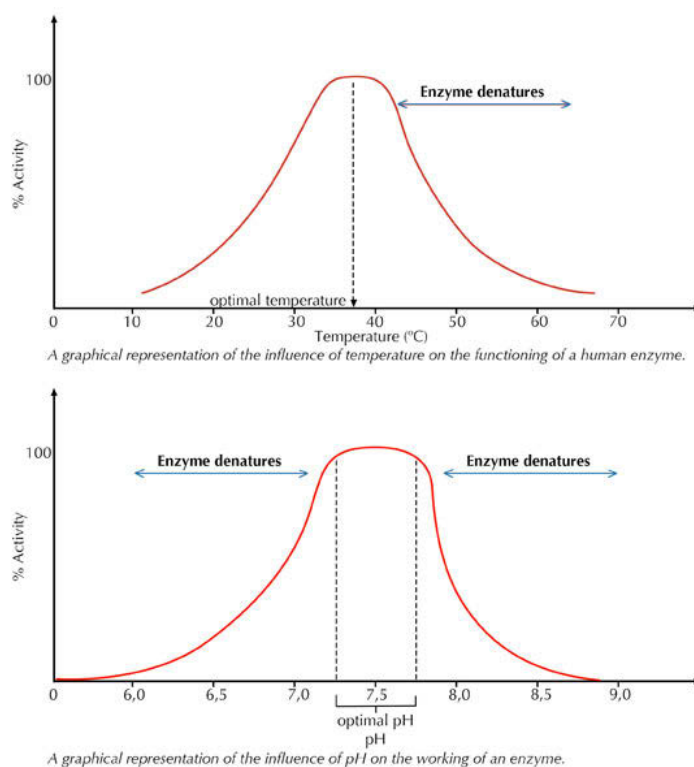 100
Enzyme denatures
% Activity
optimal temperature
0 10 20 30 40 50 60 70
Temperature (ºC)
A graphical representation of the influence of temperature on the functioning of a human enzyme.
100
Enzyme denatures Enzyme denatures
% Activity
0 6,0 6,5 7,0 7,5 8,0 8,5 9,0
optimal pH
pH
A graphical representation of the influence of pH on the working of an enzyme.